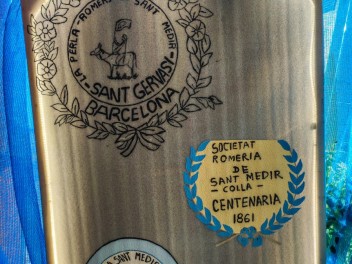 LA PERLA - ROMERIA SANT MEDIR
- SANT GERVASI -
BARCELONA
SOCIETAT
ROMERIA
DE
SANT MEDIR
- COLLA -
CENTENARIA
1861
SANT MEDIR